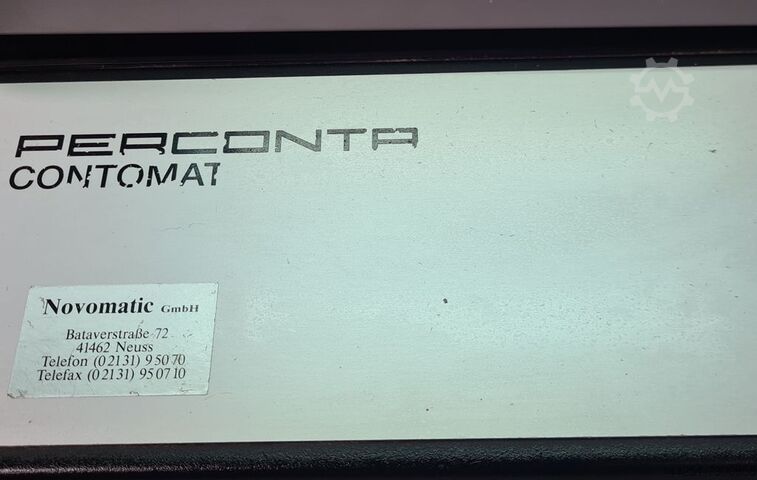 PERCONTA
CONTOMAT
Novomatic GmbH
Bataverstraße 72
41462 Neuss
Telefon (02131) 95070
Telefax (02131) 950710